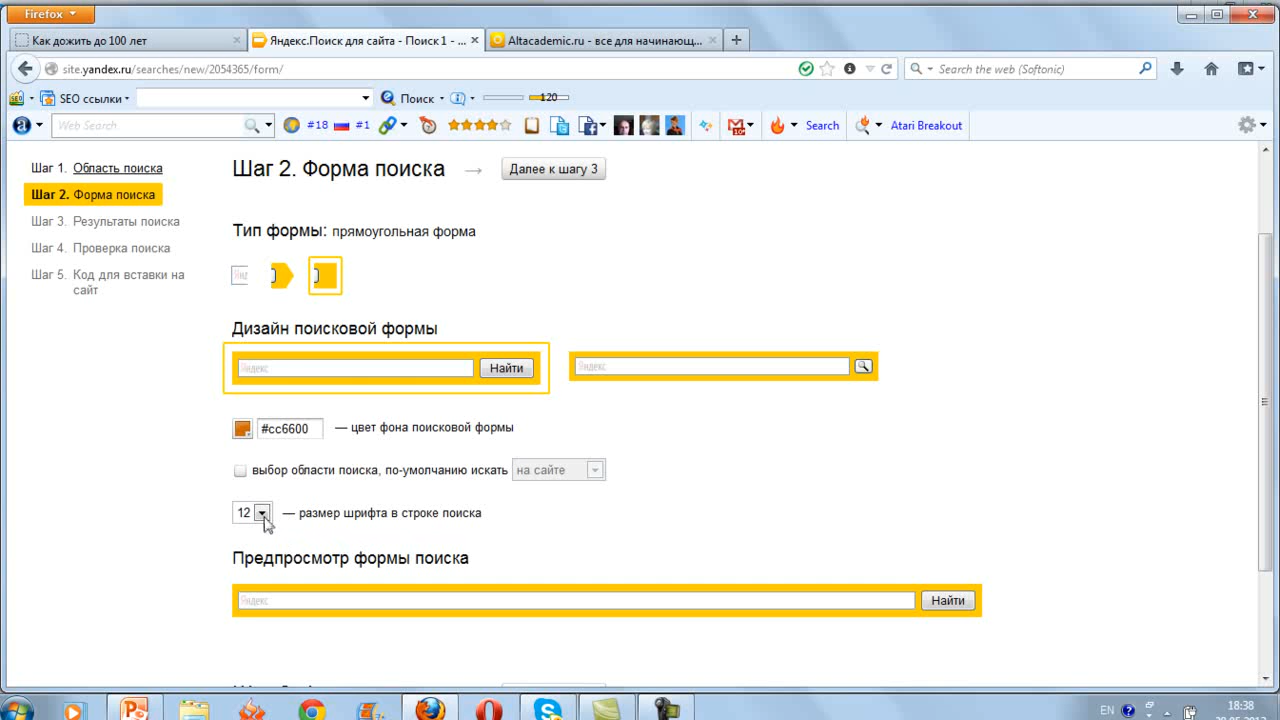 Firefox
Как дожить до 100 лет
Яндекс.Поиск для сайта - Поиск 1 - ...
Altacademic.ru - все для начинающ...
site.yandex.ru/searches/new/2054365/form/
Search the web (Softonic)
SEO ссылки
Поиск
120
Web Search
#18
#1
Search
Atari Breakout
Шаг 1. Область поиска
Шаг 2. Форма поиска
Шаг 3. Результаты поиска
Шаг 4. Проверка поиска
Шаг 5. Код для вставки на
сайт
Шаг 2. Форма поиска → Далее к шагу 3
Тип формы: прямоугольная форма
Янд
Дизайн поисковой формы
Яндекс Найти
Яндекс
#cc6600 — цвет фона поисковой формы
выбор области поиска, по-умолчанию искать на сайте
12 — размер шрифта в строке поиска
Предпросмотр формы поиска
Яндекс Найти
EN
18:38